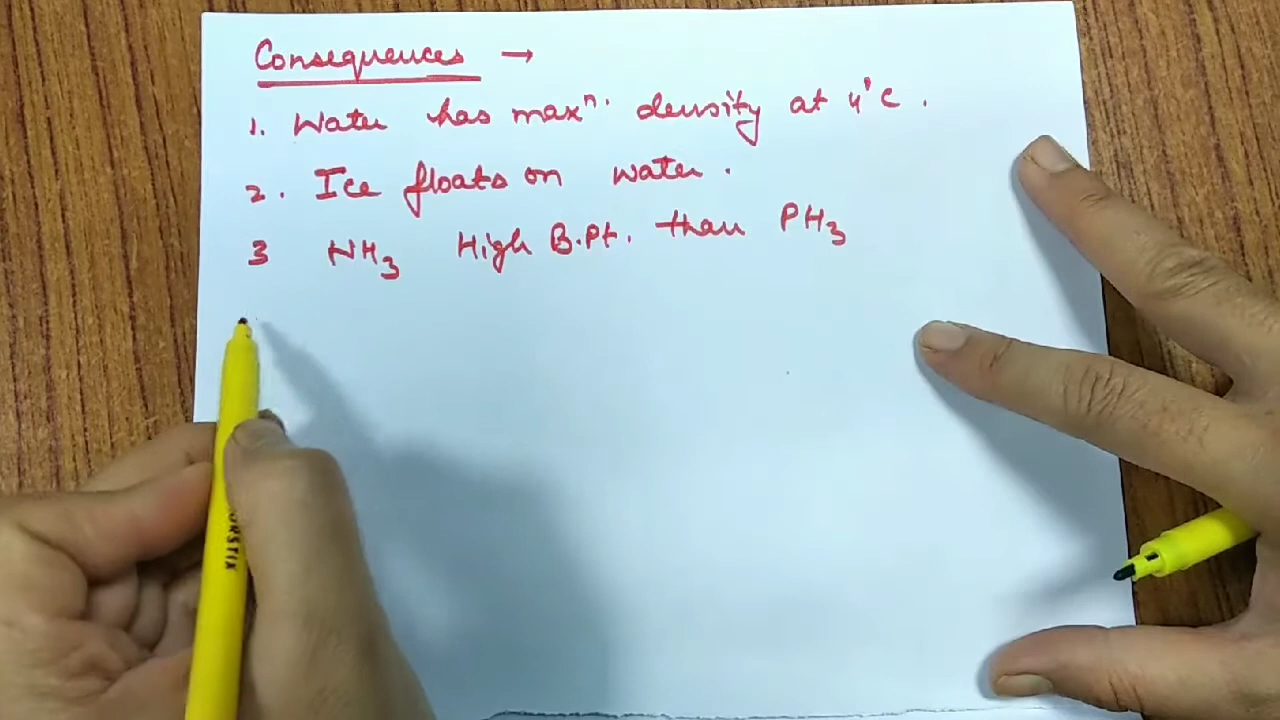 Consequences →
1. Water has maxⁿ. density at 4°C.
2. Ice floats on water.
3 NH₃ High B.Pt. than PH₃